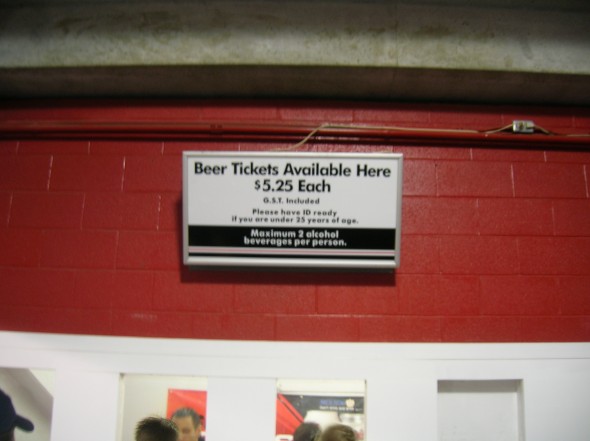 Beer Tickets Available Here
$5.25 Each
G.S.T. Included
Please have ID ready
if you are under 25 years of age.
Maximum 2 alcohol
beverages per person.